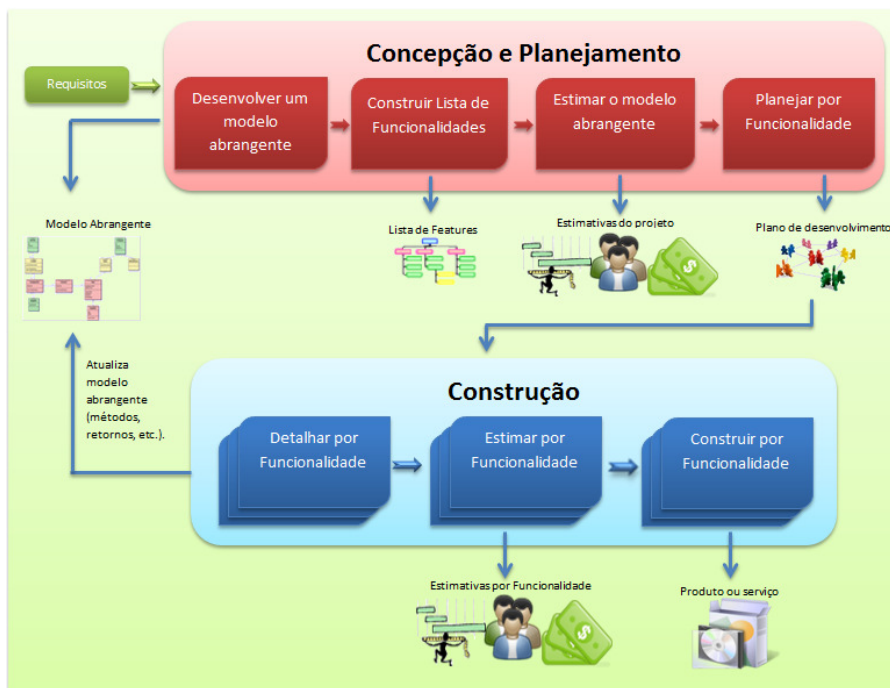 Concepção e Planejamento
Requisitos
Desenvolver um
modelo
abrangente
Construir Lista de
Funcionalidades
Estimar o modelo
abrangente
Planejar por
Funcionalidade
Modelo Abrangente
Lista de Features
Estimativas do projeto
Plano de desenvolvimento
Atualiza
modelo
abrangente
(métodos,
retornos, etc.).
Construção
Detalhar por
Funcionalidade
Estimar por
Funcionalidade
Construir por
Funcionalidade
Estimativas por Funcionalidade
Produto ou serviço